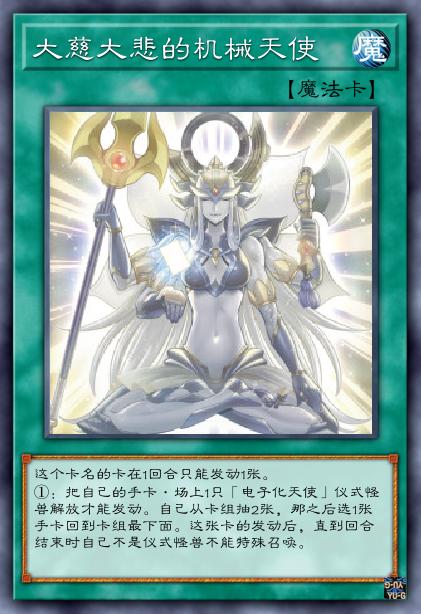 大慈大悲的机械天使
魔
【魔法卡】
这个卡名的卡在1回合只能发动1张。
①：把自己的手卡·场上1只「电子化天使」仪式怪
兽解放才能发动。自己从卡组抽2张，那之后选1张
手卡回到卡组最下面。这张卡的发动后，直到回合
结束时自己不是仪式怪兽不能特殊召唤。